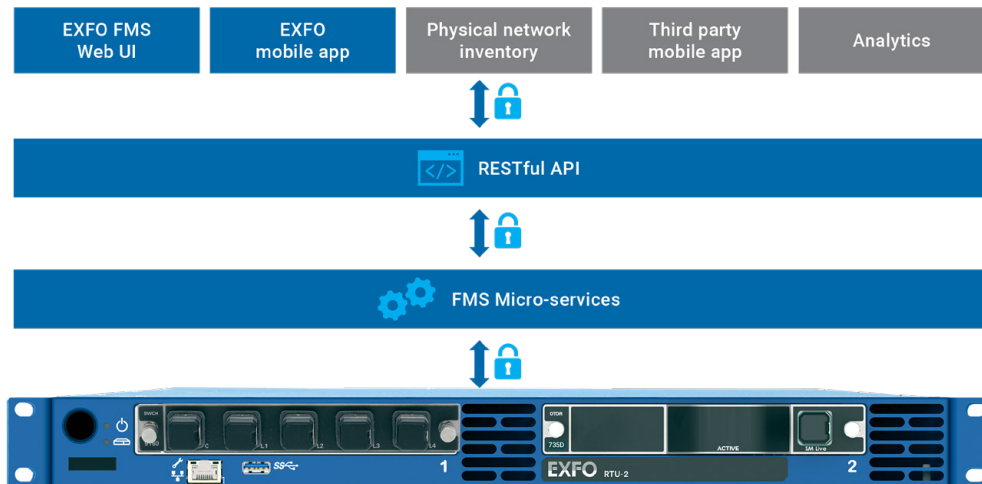 EXFO FMS
Web UI
EXFO
mobile app
Physical network
inventory
Third party
mobile app
Analytics
</> RESTful API
FMS Micro-services
SWCH
C
L1
L2
L3
L4
1
OTDR
735D
ACTIVE
SM Live
2
EXFO RTU-2